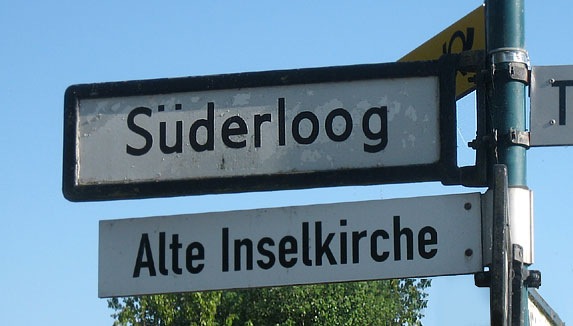 Süderloog
Alte Inselkirche
T